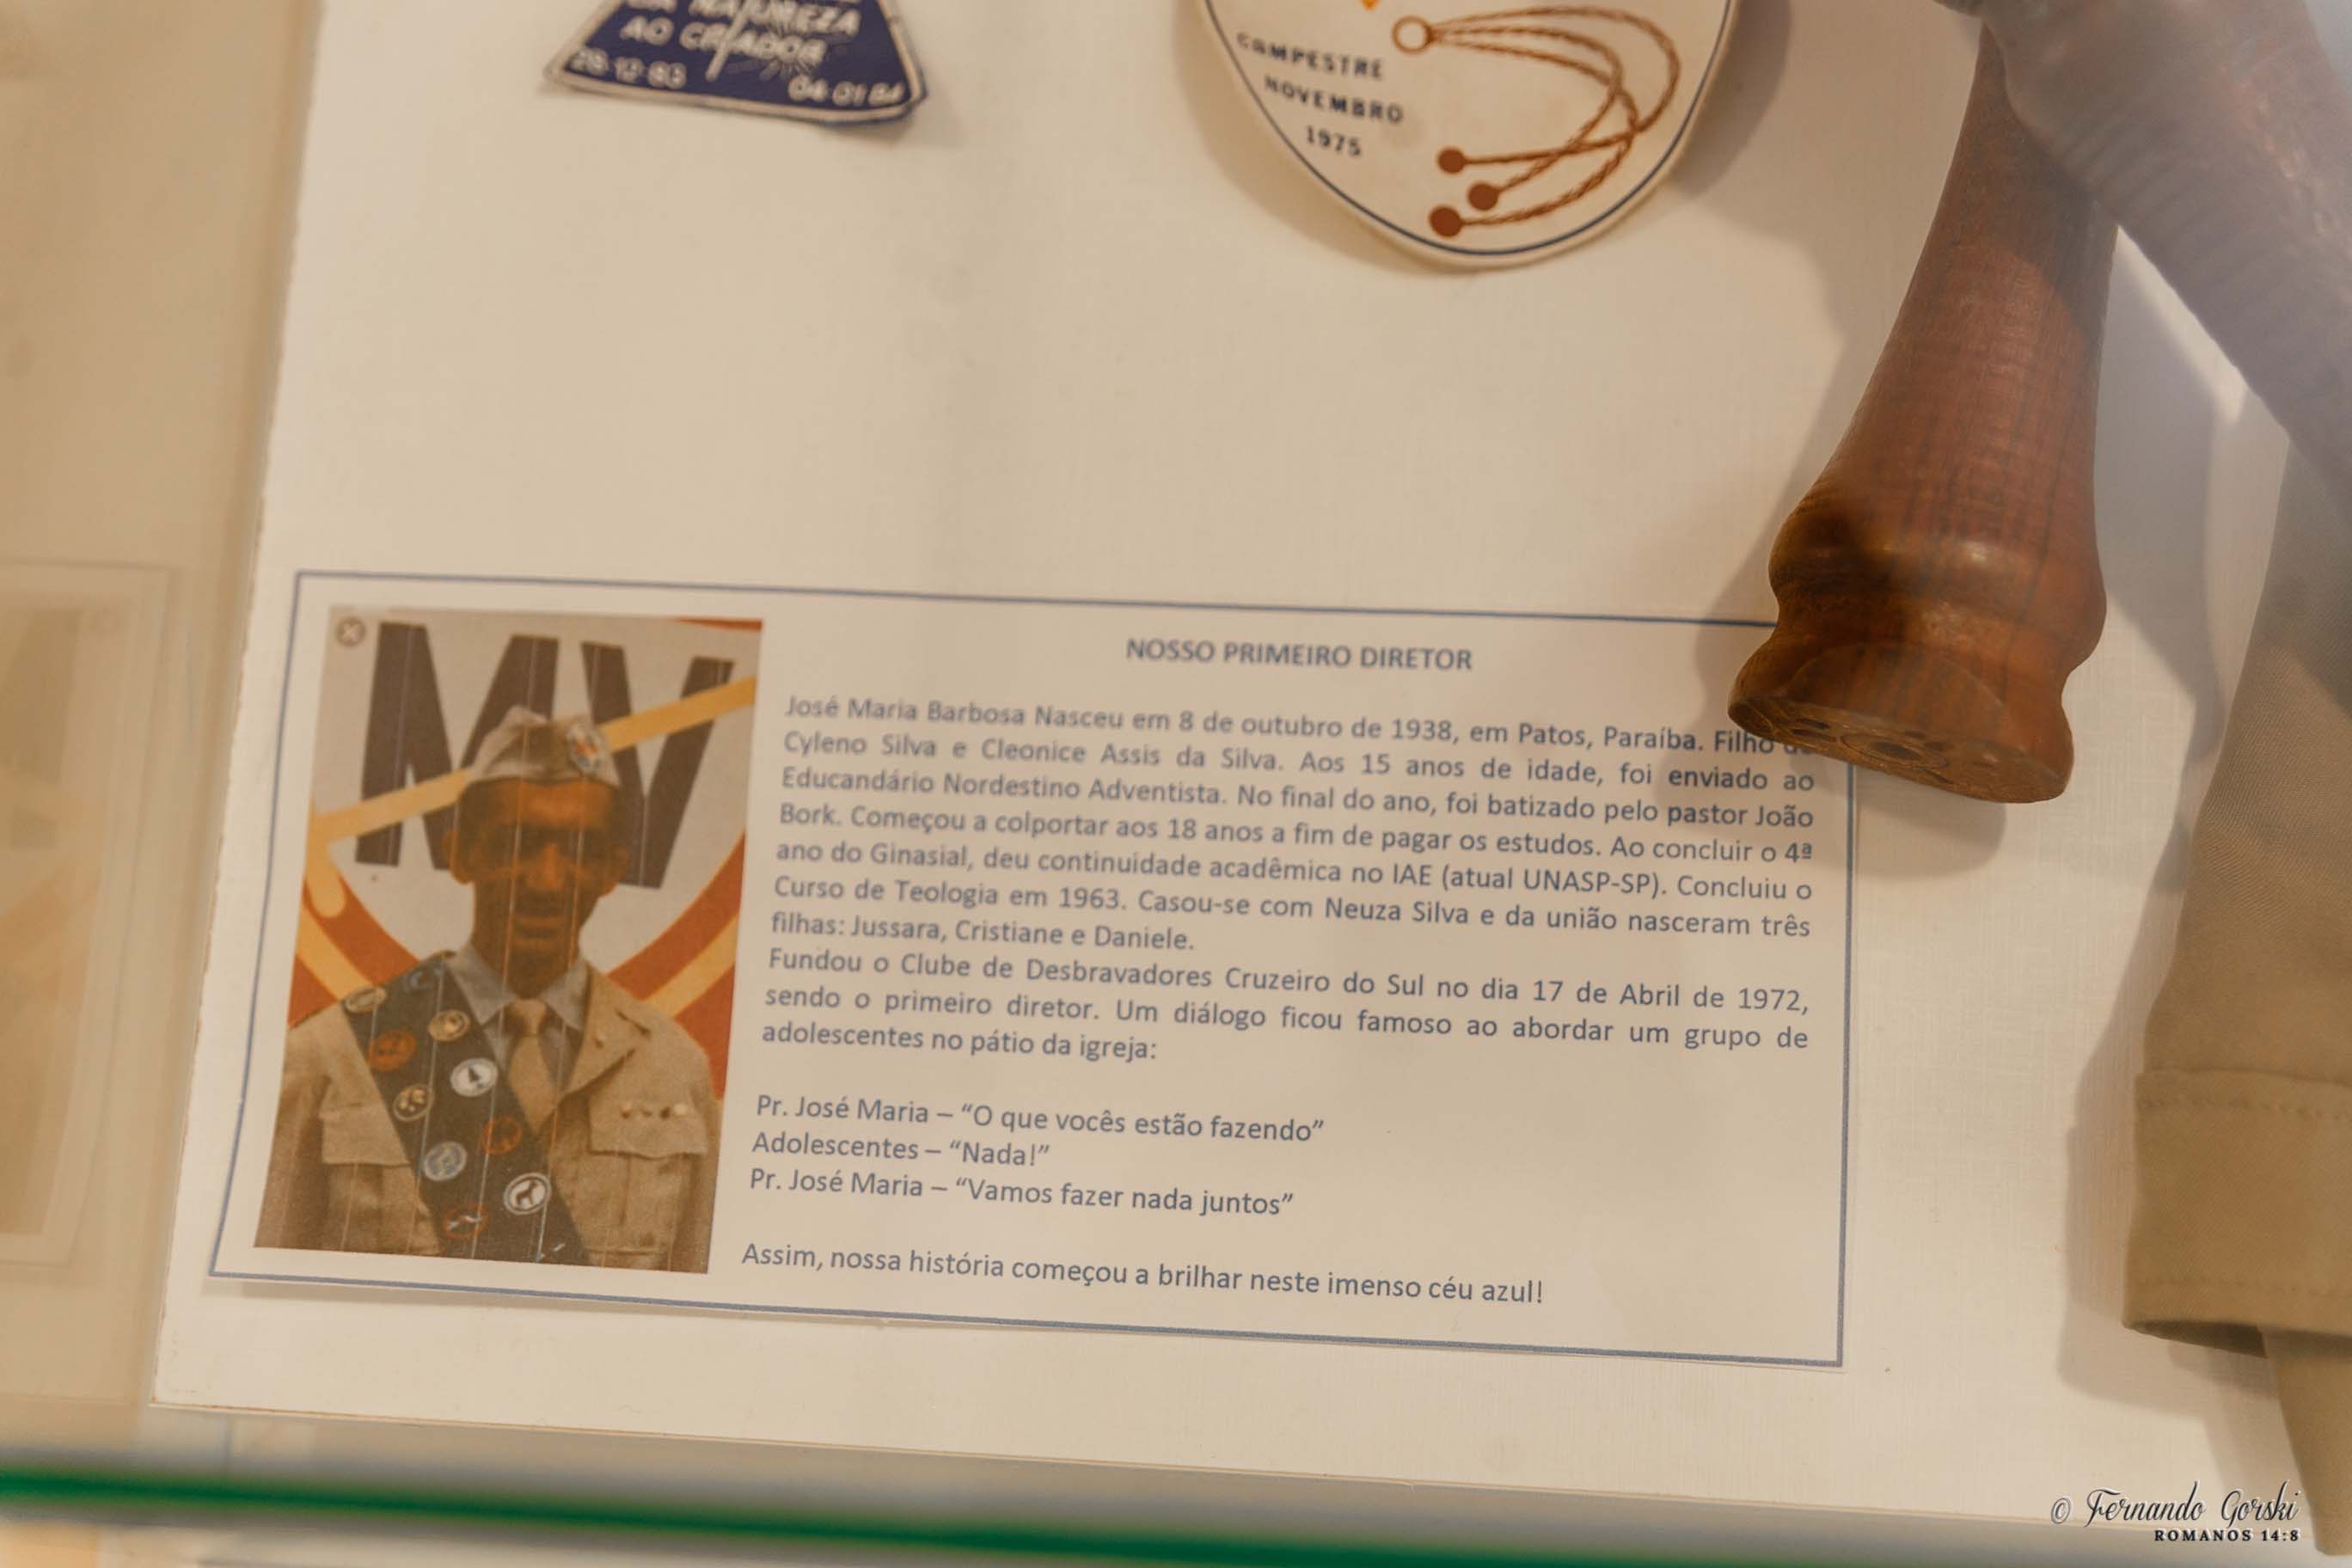 DA NATUREZA
AO CRIADOR
28-12-83 04-01-84
CAMPESTRE
NOVEMBRO
1975
MV
NOSSO PRIMEIRO DIRETOR
José Maria Barbosa Nasceu em 8 de outubro de 1938, em Patos, Paraíba. Filho de
Cyleno Silva e Cleonice Assis da Silva. Aos 15 anos de idade, foi enviado ao
Educandário Nordestino Adventista. No final do ano, foi batizado pelo pastor João
Bork. Começou a colportar aos 18 anos a fim de pagar os estudos. Ao concluir o 4ª
ano do Ginasial, deu continuidade acadêmica no IAE (atual UNASP-SP). Concluiu o
Curso de Teologia em 1963. Casou-se com Neuza Silva e da união nasceram três
filhas: Jussara, Cristiane e Daniele.
Fundou o Clube de Desbravadores Cruzeiro do Sul no dia 17 de Abril de 1972,
sendo o primeiro diretor. Um diálogo ficou famoso ao abordar um grupo de
adolescentes no pátio da igreja:
Pr. José Maria – “O que vocês estão fazendo”
Adolescentes – “Nada!”
Pr. José Maria – “Vamos fazer nada juntos”
Assim, nossa história começou a brilhar neste imenso céu azul!
© Fernando Gorski
ROMANOS 14:8